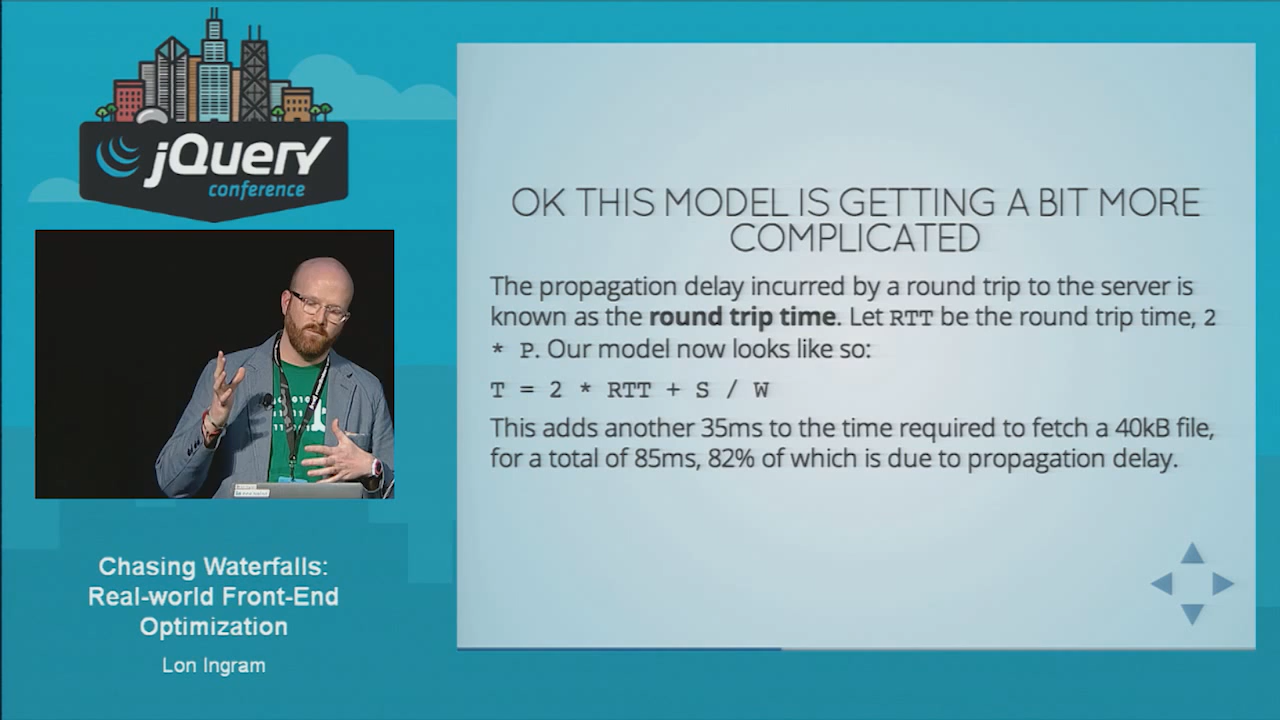 jQuery
conference
OK THIS MODEL IS GETTING A BIT MORE
COMPLICATED
The propagation delay incurred by a round trip to the server is
known as the round trip time. Let RTT be the round trip time, 2
* P. Our model now looks like so:
T = 2 * RTT + S / W
This adds another 35ms to the time required to fetch a 40kB file,
for a total of 85ms, 82% of which is due to propagation delay.
Chasing Waterfalls:
Real-world Front-End
Optimization
Lon Ingram